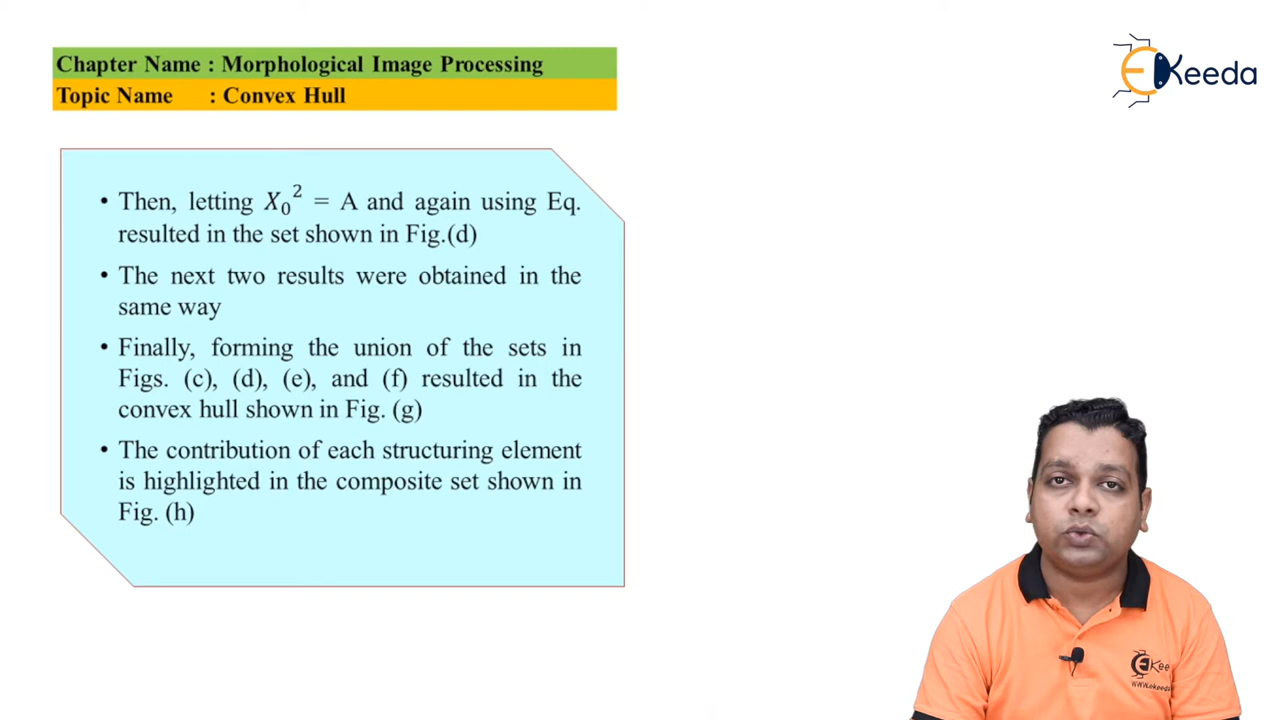 Chapter Name : Morphological Image Processing
Topic Name : Convex Hull
EKeeda
• Then, letting X₀² = A and again using Eq.
resulted in the set shown in Fig.(d)
• The next two results were obtained in the
same way
• Finally, forming the union of the sets in
Figs. (c), (d), (e), and (f) resulted in the
convex hull shown in Fig. (g)
• The contribution of each structuring element
is highlighted in the composite set shown in
Fig. (h)
EKee